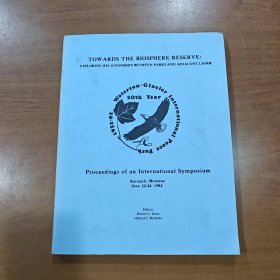 TOWARDS THE BIOSPHERE RESERVE:
EXPLORING RELATIONSHIPS BETWEEN PARKS AND ADJACENT LANDS
1932-82 Waterton-Glacier International Peace Park
50th Year
Proceedings of an International Symposium
Kalispell, Montana
June 22-24, 1982
Editors
Robert C. Scace
Clifford J. Martinka